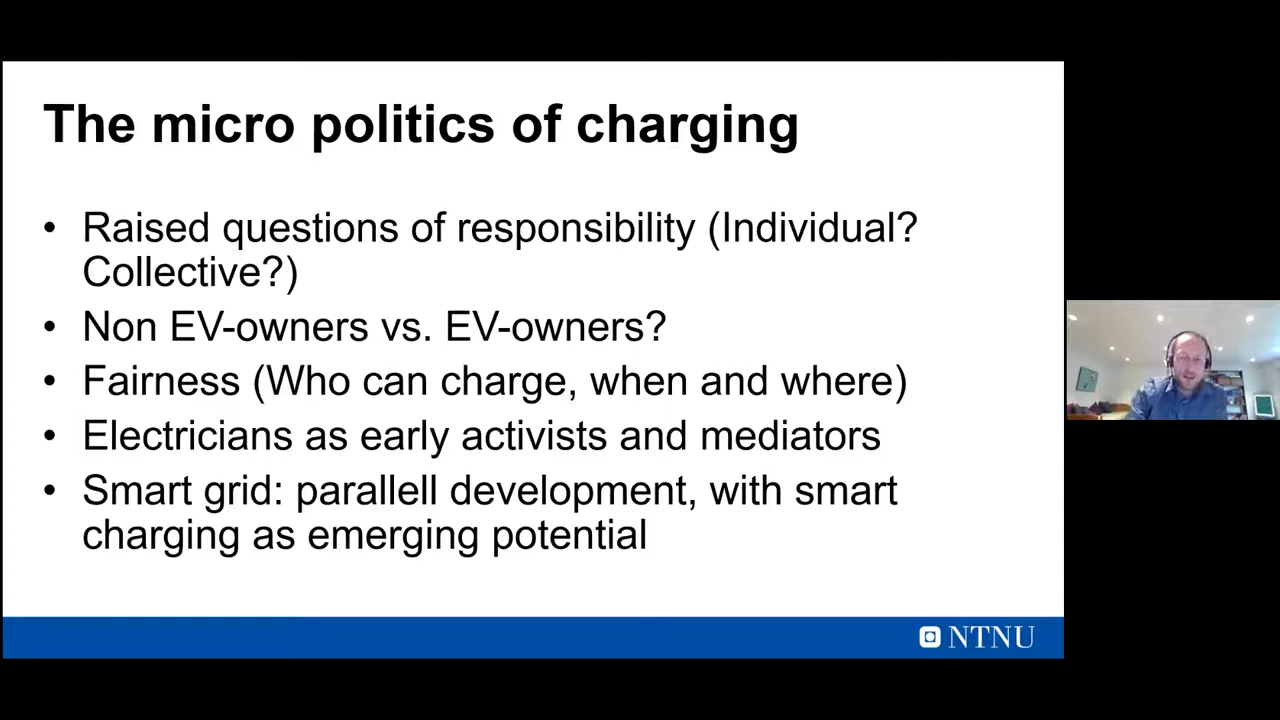 The micro politics of charging
• Raised questions of responsibility (Individual?
Collective?)
• Non EV-owners vs. EV-owners?
• Fairness (Who can charge, when and where)
• Electricians as early activists and mediators
• Smart grid: parallell development, with smart
charging as emerging potential
NTNU